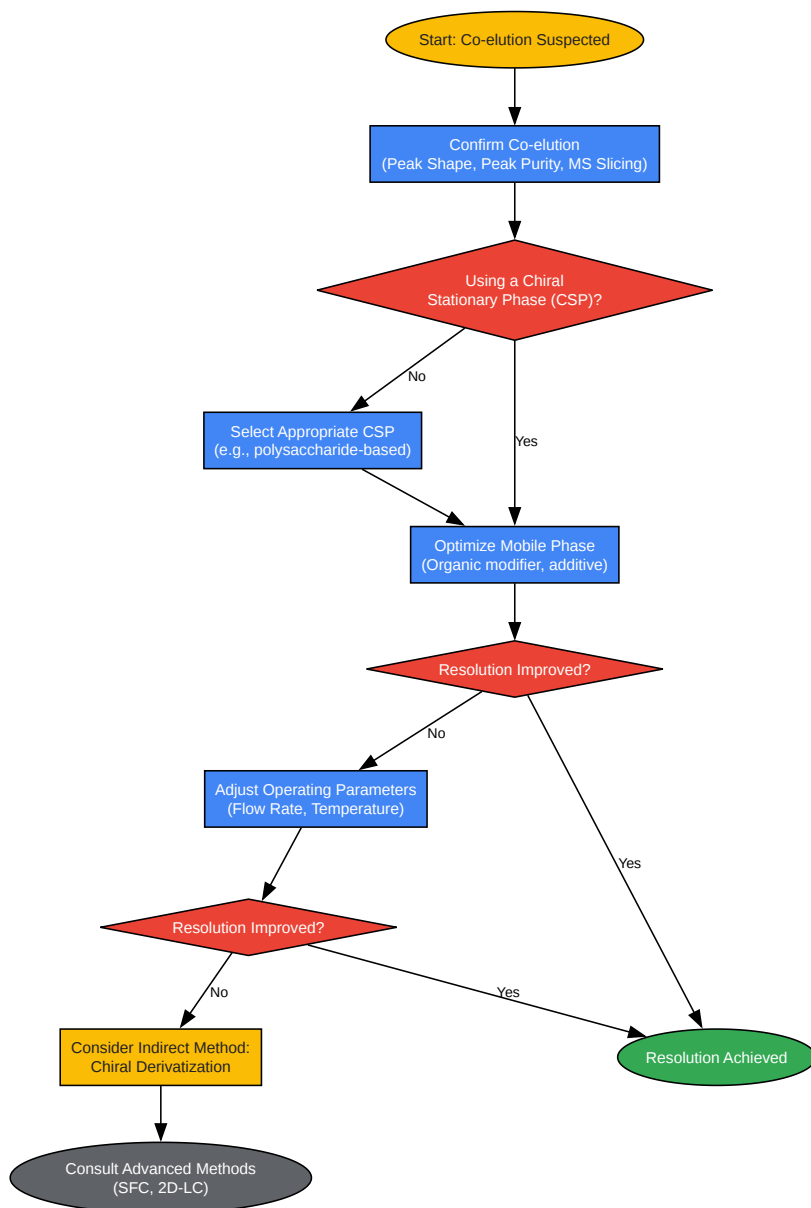 Start: Co-elution Suspected
Confirm Co-elution
(Peak Shape, Peak Purity, MS Slicing)
Using a Chiral
Stationary Phase (CSP)?
No
Select Appropriate CSP
(e.g., polysaccharide-based)
Yes
Optimize Mobile Phase
(Organic modifier, additive)
Resolution Improved?
No
Adjust Operating Parameters
(Flow Rate, Temperature)
Yes
Resolution Improved?
No
Yes
Consider Indirect Method:
Chiral Derivatization
Resolution Achieved
Consult Advanced Methods
(SFC, 2D-LC)